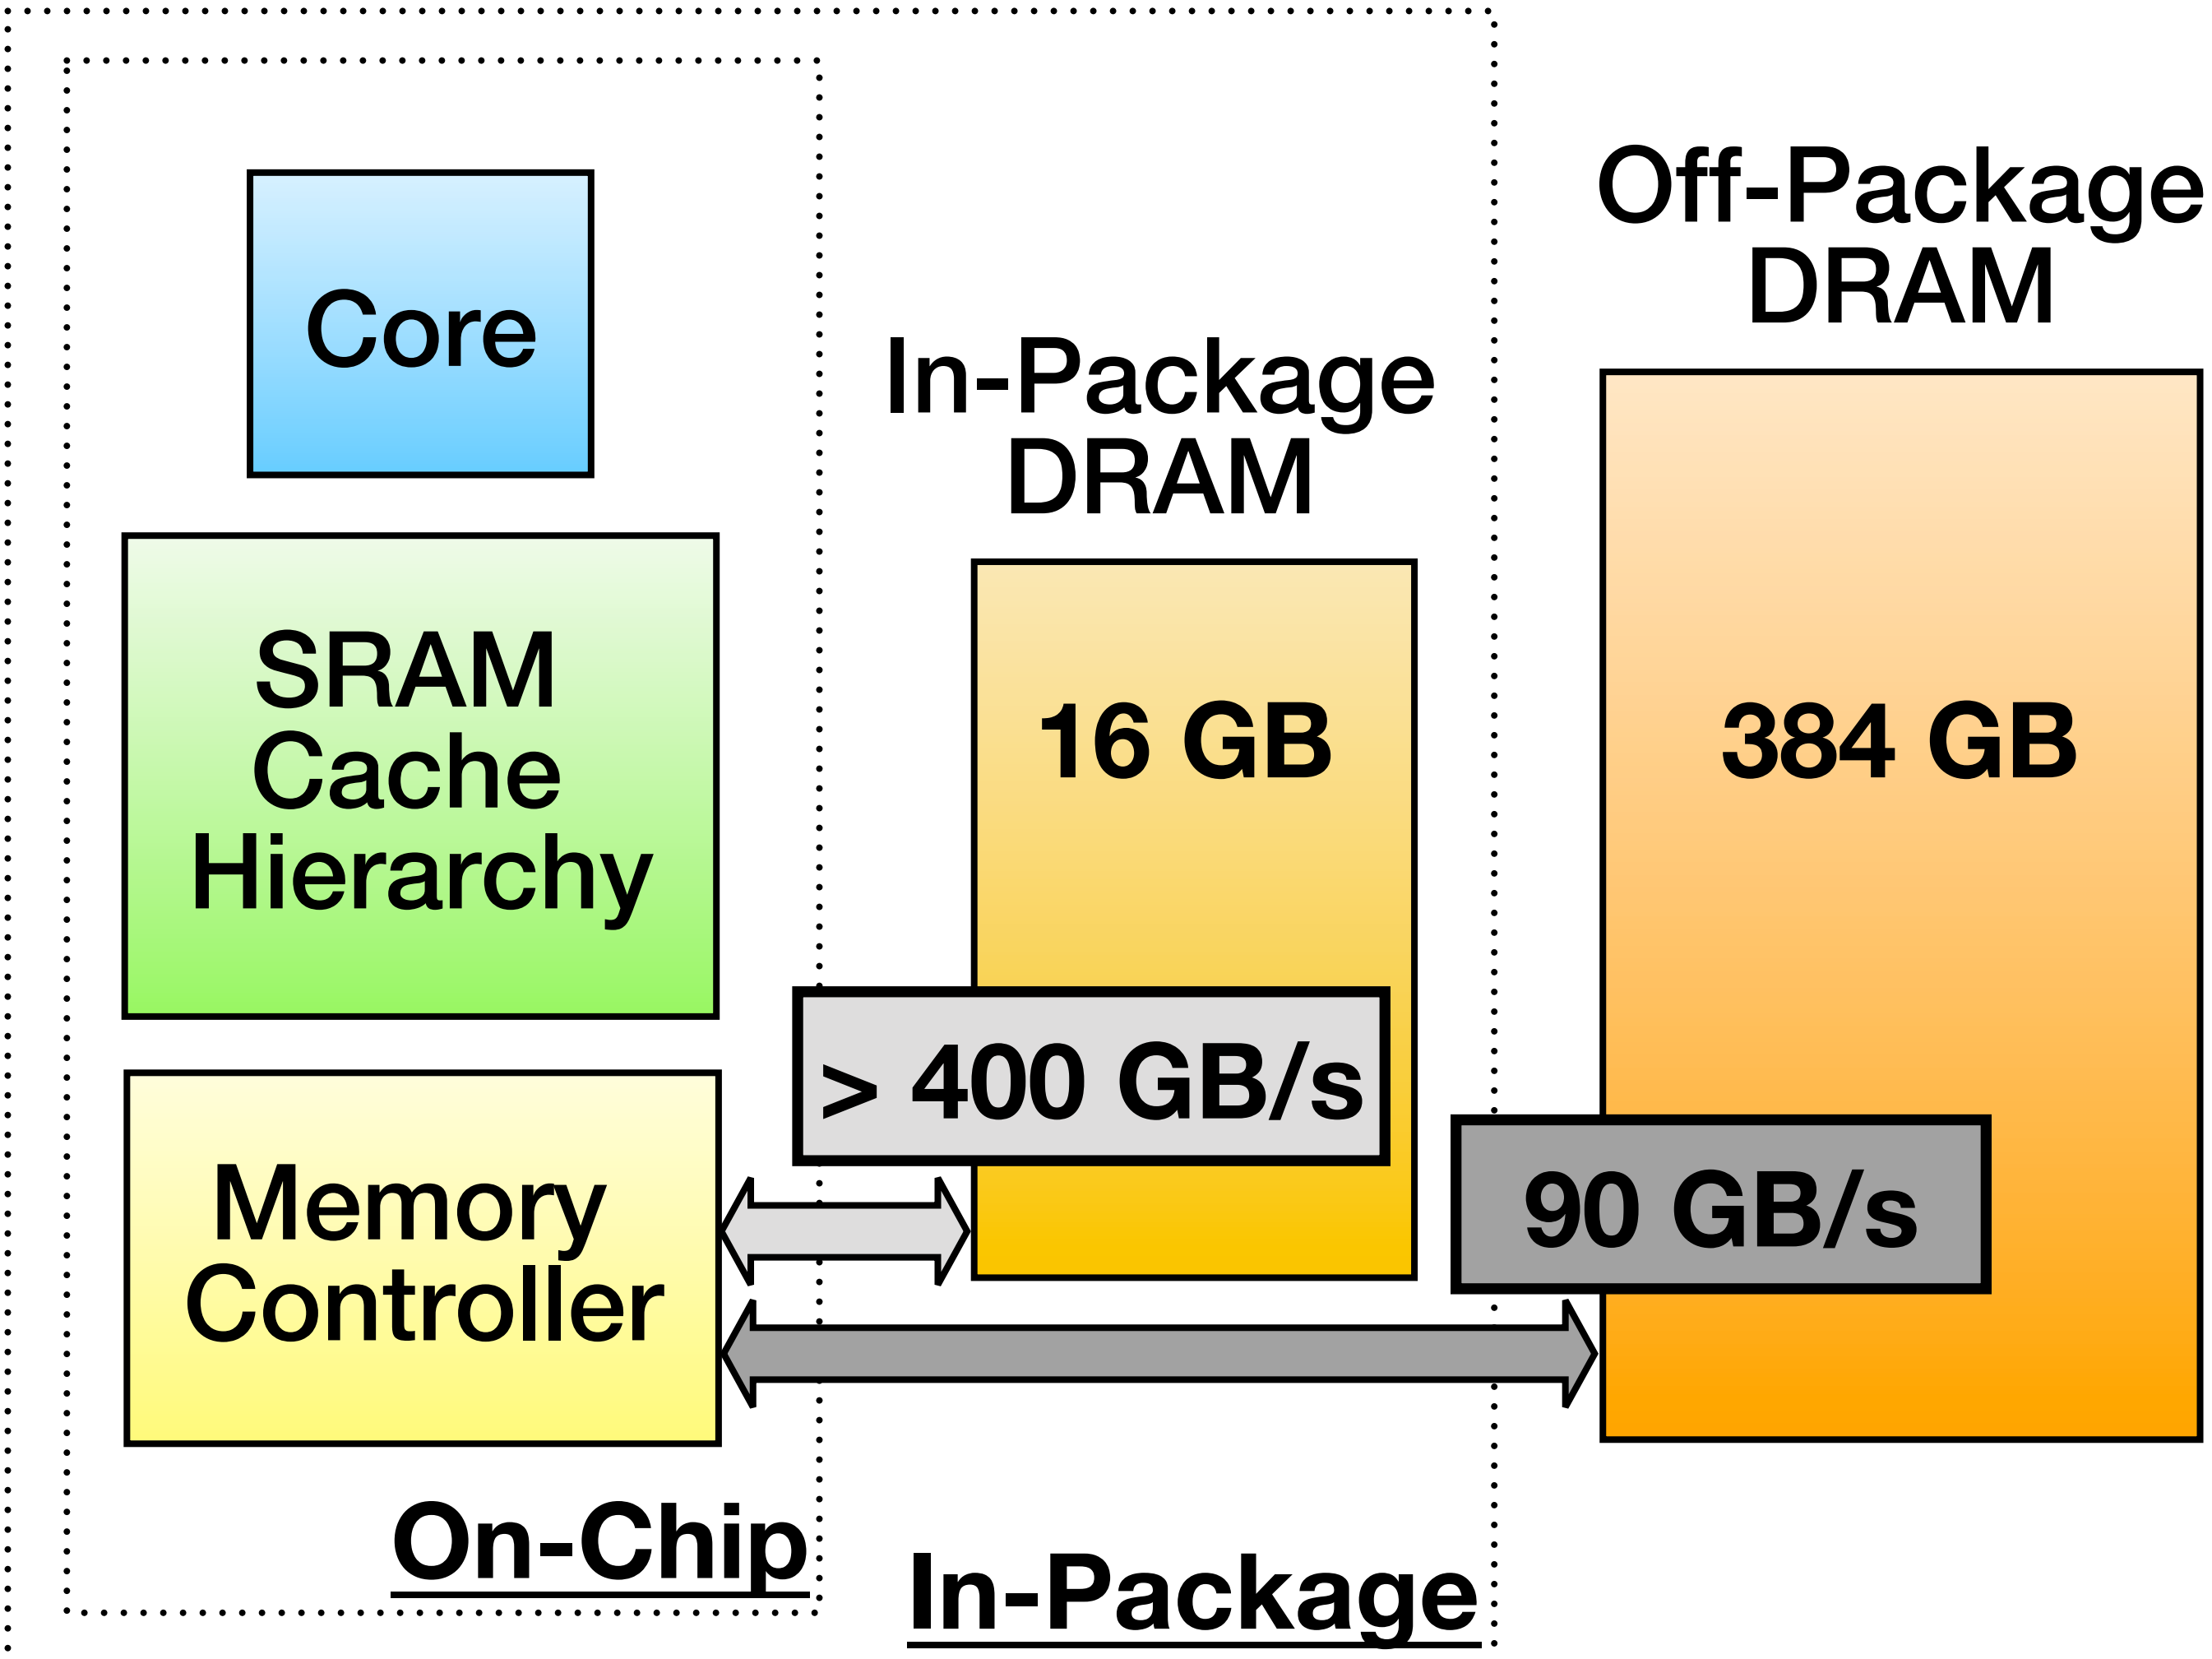 Core
SRAM
Cache
Hierarchy
Memory
Controller
On-Chip
In-Package
DRAM
16 GB
> 400 GB/s
In-Package
Off-Package
DRAM
384 GB
90 GB/s